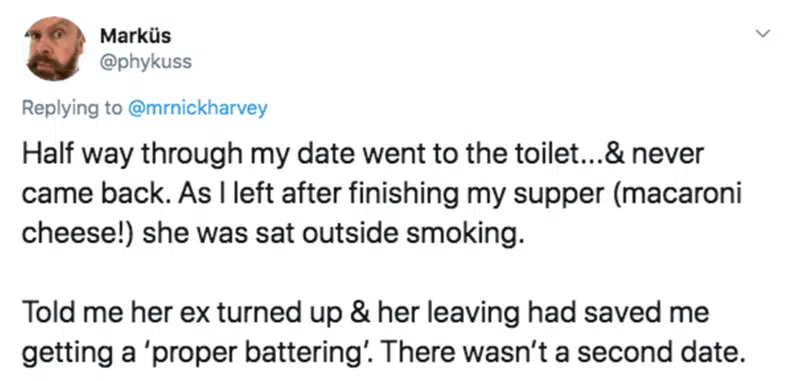 Marküs
@phykuss
Replying to @mrnickharvey
Half way through my date went to the toilet...& never
came back. As I left after finishing my supper (macaroni
cheese!) she was sat outside smoking.
Told me her ex turned up & her leaving had saved me
getting a ‘proper battering’. There wasn’t a second date.